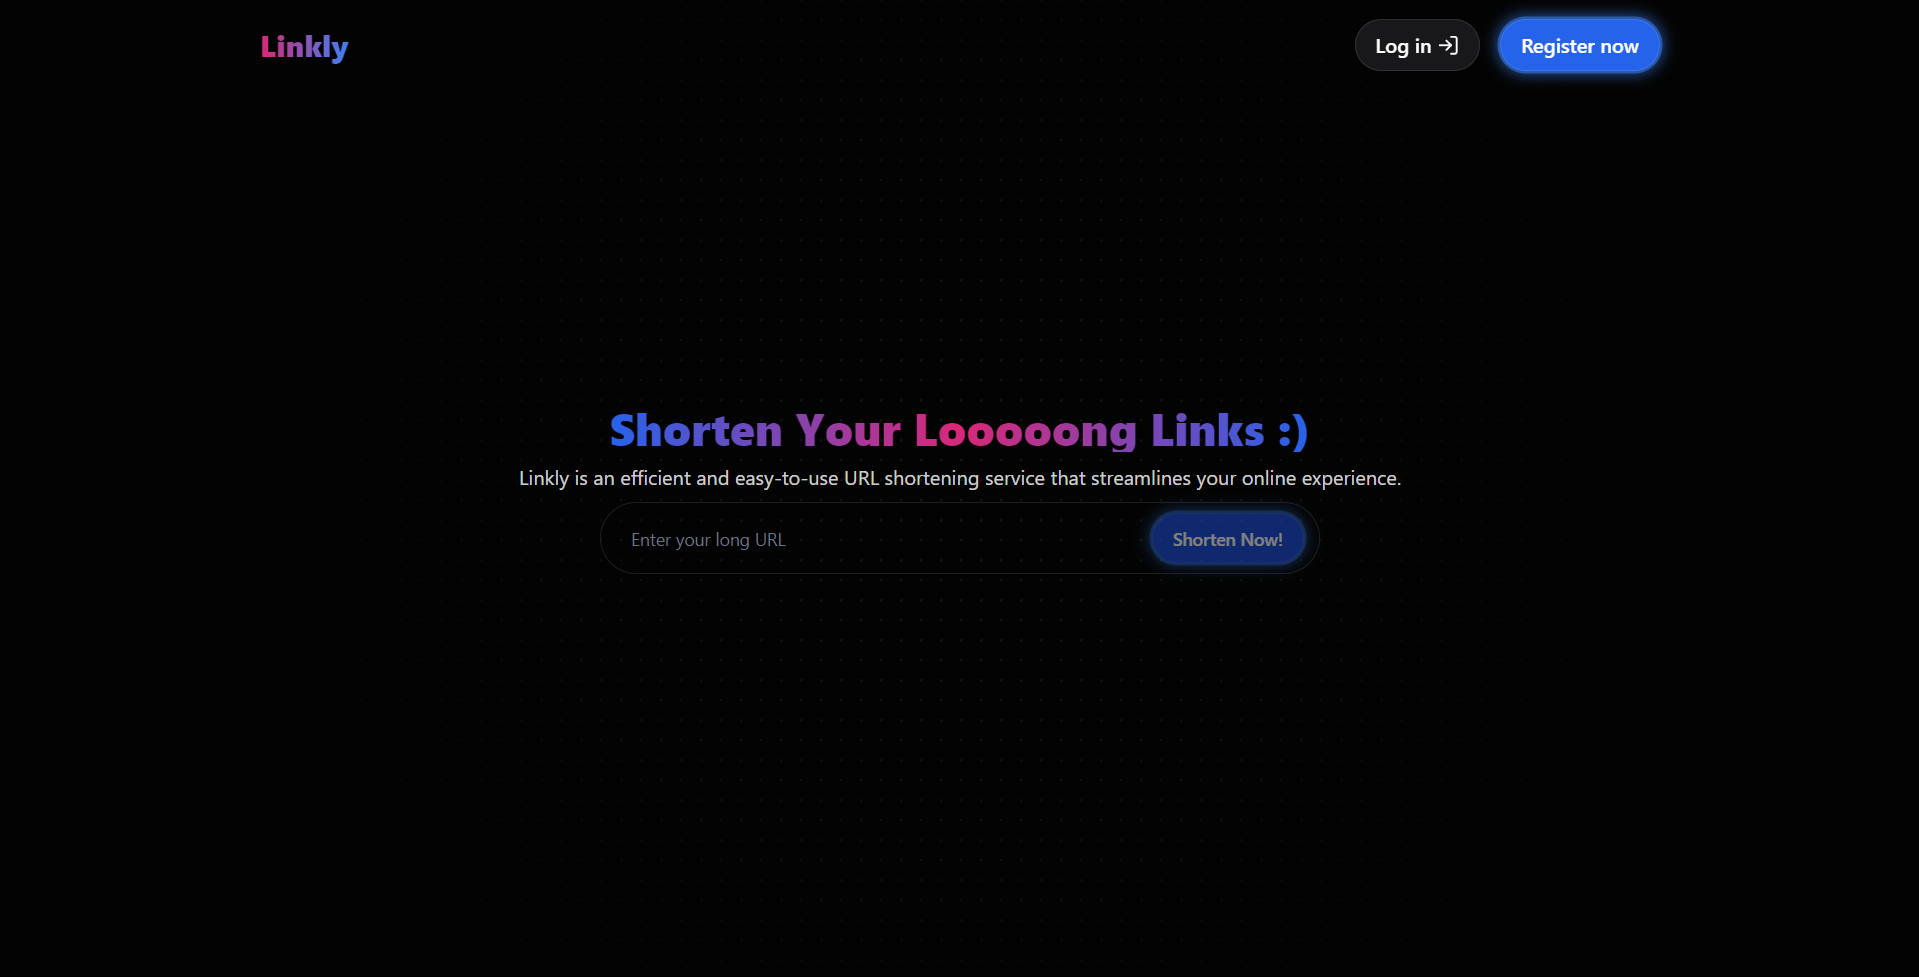 Linkly
Log in
Register now
Shorten Your Looooong Links :)
Linkly is an efficient and easy-to-use URL shortening service that streamlines your online experience.
Enter your long URL
Shorten Now!